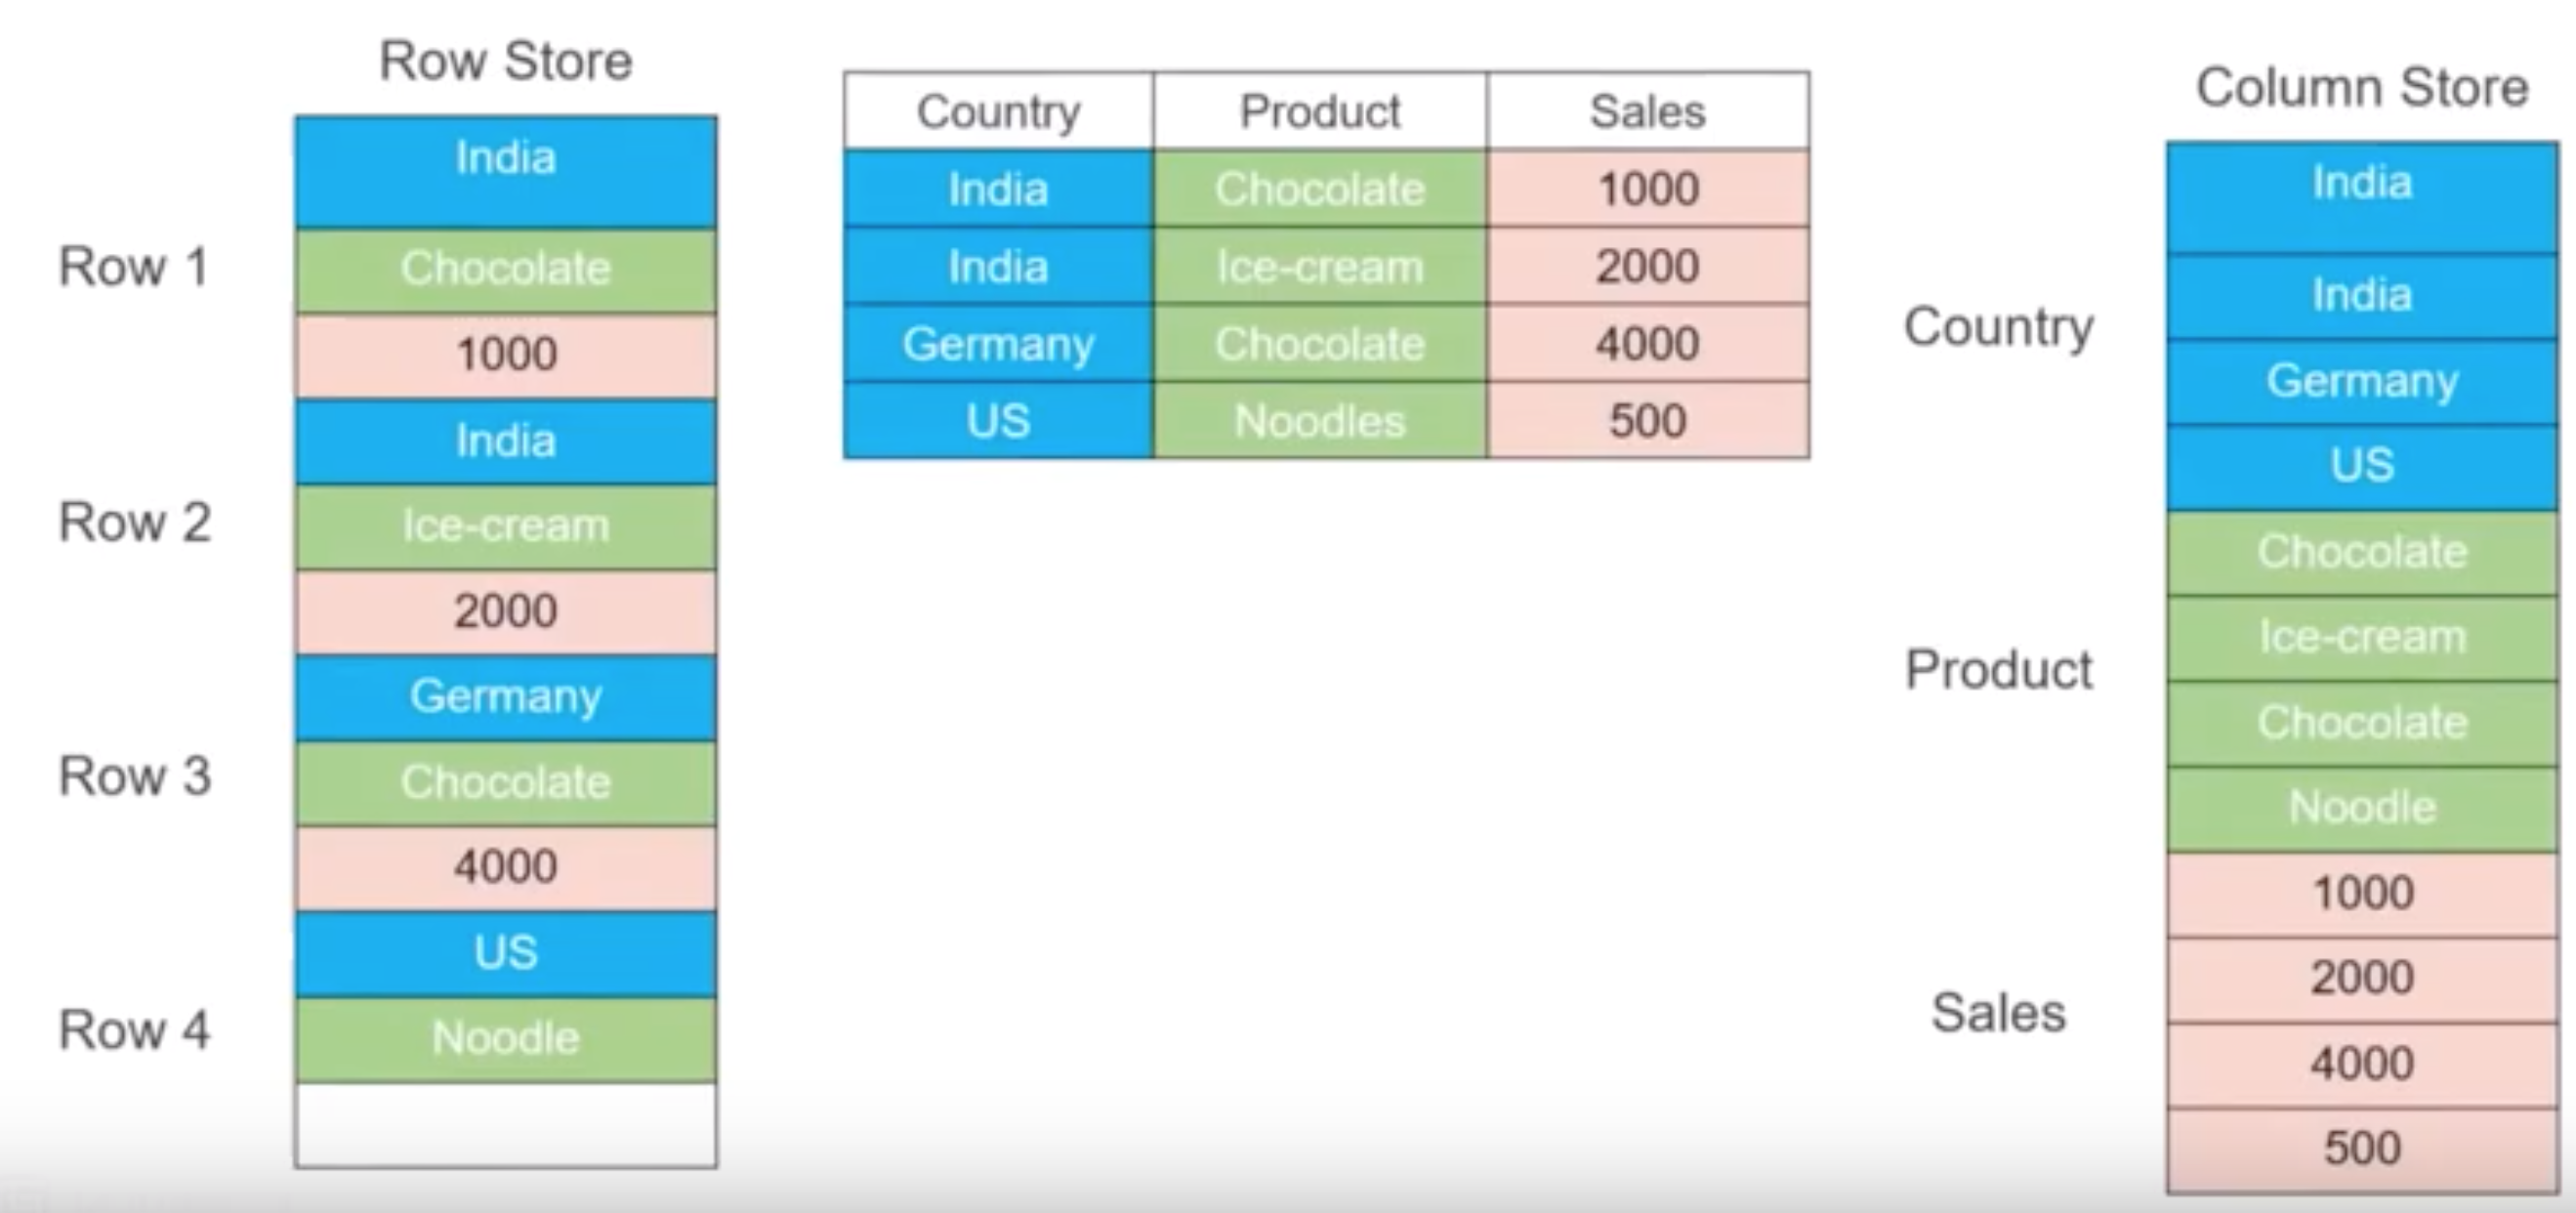 Row Store
Row 1
India
Chocolate
1000
Row 2
India
Ice-cream
2000
Row 3
Germany
Chocolate
4000
Row 4
US
Noodle
Country Product Sales
India Chocolate 1000
India Ice-cream 2000
Germany Chocolate 4000
US Noodles 500
Column Store
Country
India
India
Germany
US
Product
Chocolate
Ice-cream
Chocolate
Noodle
Sales
1000
2000
4000
500